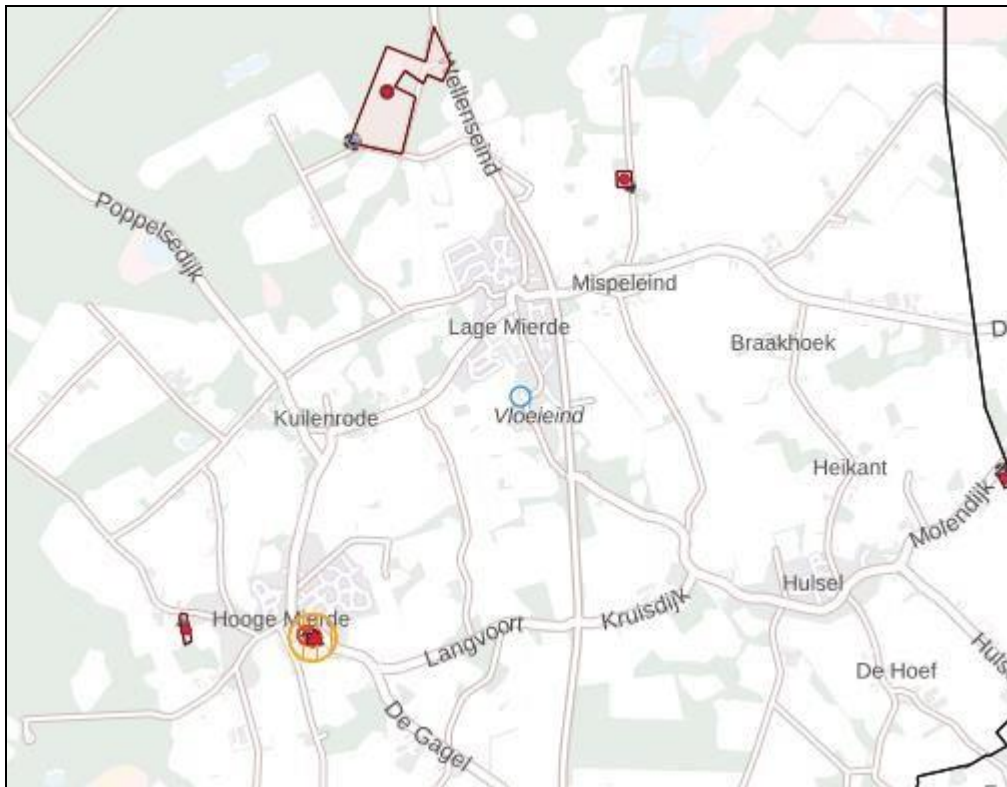 Wellenseind
Poppelsedijk
Mispeleind
Lage Mierde
D
Braakhoek
Kuilenrode
Vloeieind
Heikant
Molendijk
Hulsel
Hooge Mierde
Kruisdijk
Langvoort
Huls
De Hoef
De Gagel